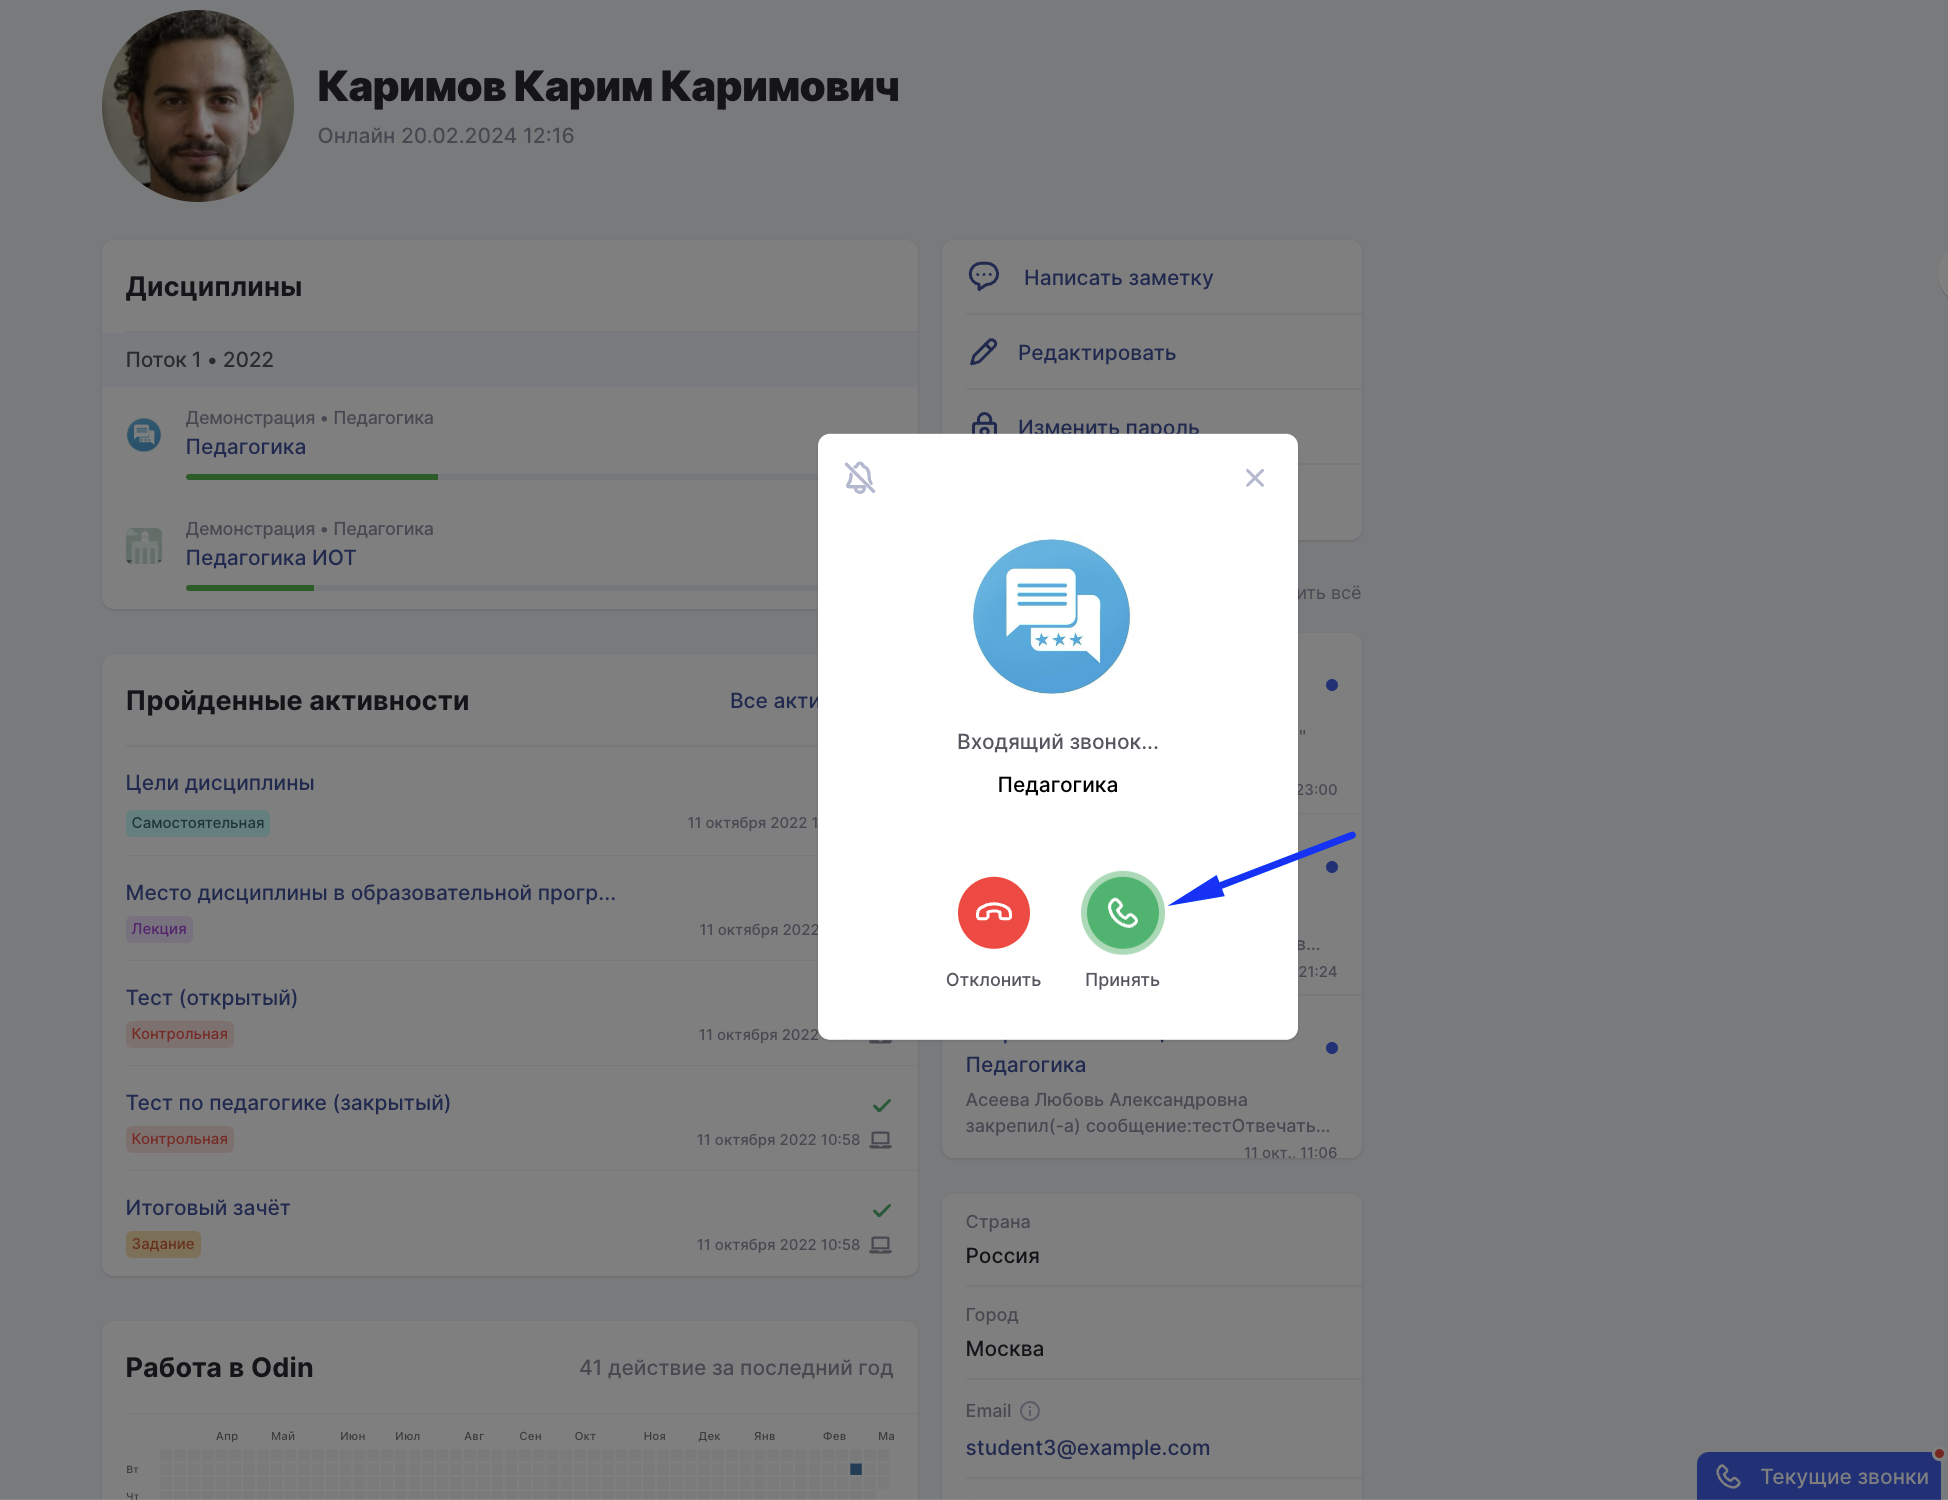 Каримов Карим Каримович
Онлайн 20.02.2024 12:16
Дисциплины
Поток 1 • 2022
Демонстрация • Педагогика
Педагогика
Демонстрация • Педагогика
Педагогика ИОТ
Пройденные активности
Все
Цели дисциплины
Самостоятельная
11 октября 2022
Место дисциплины в образовательной прогр...
Лекция
11 октября 2022
Тест (открытый)
Контрольная
11 октября 2022
Тест по педагогике (закрытый)
Контрольная
11 октября 2022 10:58
Итоговый зачёт
Задание
11 октября 2022 10:58
Работа в Odin
41 действие за последний год
Апр Май Июн Июл Авг Сен Окт Ноя Дек Янв Фев Ма
Вт
Чт
Написать заметку
Редактировать
Изменить пароль
всё
Входящий звонок...
Педагогика
Отклонить
Принять
"
23:00
в...
21:24
Педагогика
Асеева Любовь Александровна
закрепил(-а) сообщение:тестОтвечать...
11 окт., 11:06
Страна
Россия
Город
Москва
Email
student3@example.com
Текущие звонки